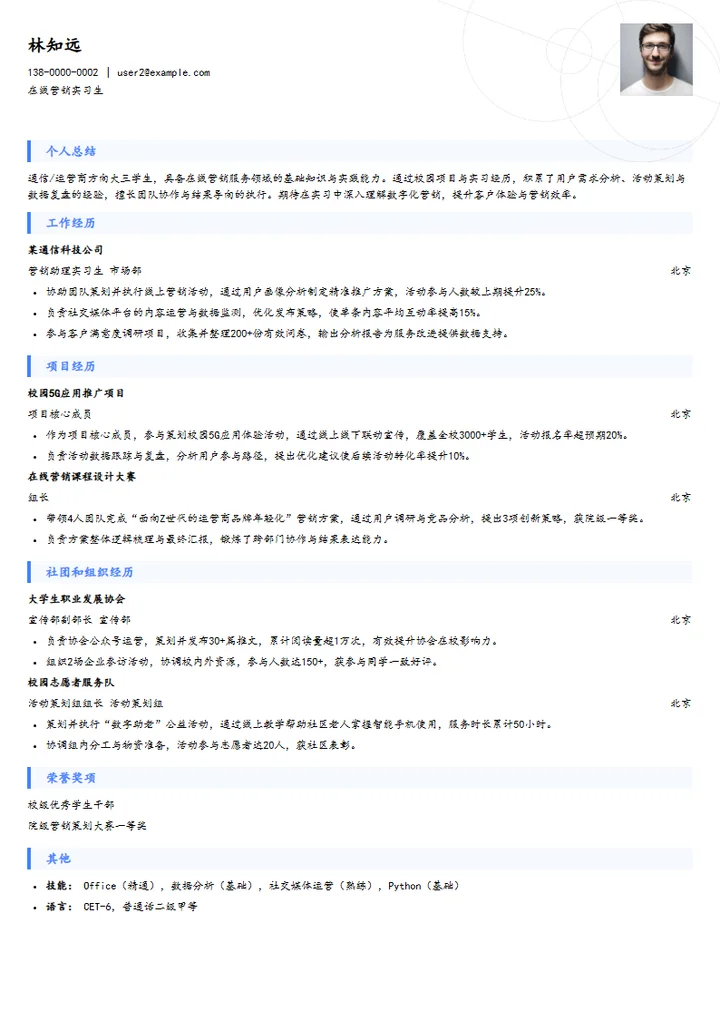 林知远
138-0000-0002 | user2@example.com
在线营销实习生
个人总结
通信/运营商方向大三学生，具备在线营销服务领域的基础知识与实践能力。通过校园项目与实习经历，积累了用户需求分析、活动策划与
数据复盘的经验，擅长团队协作与结果导向的执行。期待在实习中深入理解数字化营销，提升客户体验与营销效率。
工作经历
某通信科技公司
营销助理实习生 市场部 北京
• 协助团队策划并执行线上营销活动，通过用户画像分析制定精准推广方案，活动参与人数较上期提升25%。
• 负责社交媒体平台的内容运营与数据监测，优化发布策略，使单条内容平均互动率提高15%。
• 参与客户满意度调研项目，收集并整理200+份有效问卷，输出分析报告为服务改进提供数据支持。
项目经历
校园5G应用推广项目
项目核心成员 北京
• 作为项目核心成员，参与策划校园5G应用体验活动，通过线上线下联动宣传，覆盖全校3000+学生，活动报名率超预期20%。
• 负责活动数据跟踪与复盘，分析用户参与路径，提出优化建议使后续活动转化率提升10%。
在线营销课程设计大赛
组长 北京
• 带领4人团队完成“面向Z世代的运营商品牌年轻化”营销方案，通过用户调研与竞品分析，提出3项创新策略，获院级一等奖。
• 负责方案整体逻辑梳理与最终汇报，锻炼了跨部门协作与结果表达能力。
社团和组织经历
大学生职业发展协会
宣传部副部长 宣传部 北京
• 负责协会公众号运营，策划并发布30+篇推文，累计阅读量超1万次，有效提升协会在校影响力。
• 组织2场企业参访活动，协调校内外资源，参与人数达150+，获参与同学一致好评。
校园志愿者服务队
活动策划组组长 活动策划组 北京
• 策划并执行“数字助老”公益活动，通过线上教学帮助社区老人掌握智能手机使用，服务时长累计50小时。
• 协调组内分工与物资准备，活动参与志愿者达20人，获社区表彰。
荣誉奖项
校级优秀学生干部
院级营销策划大赛一等奖
其他
• 技能： Office（精通），数据分析（基础），社交媒体运营（熟练），Python（基础）
• 语言： CET-6，普通话二级甲等